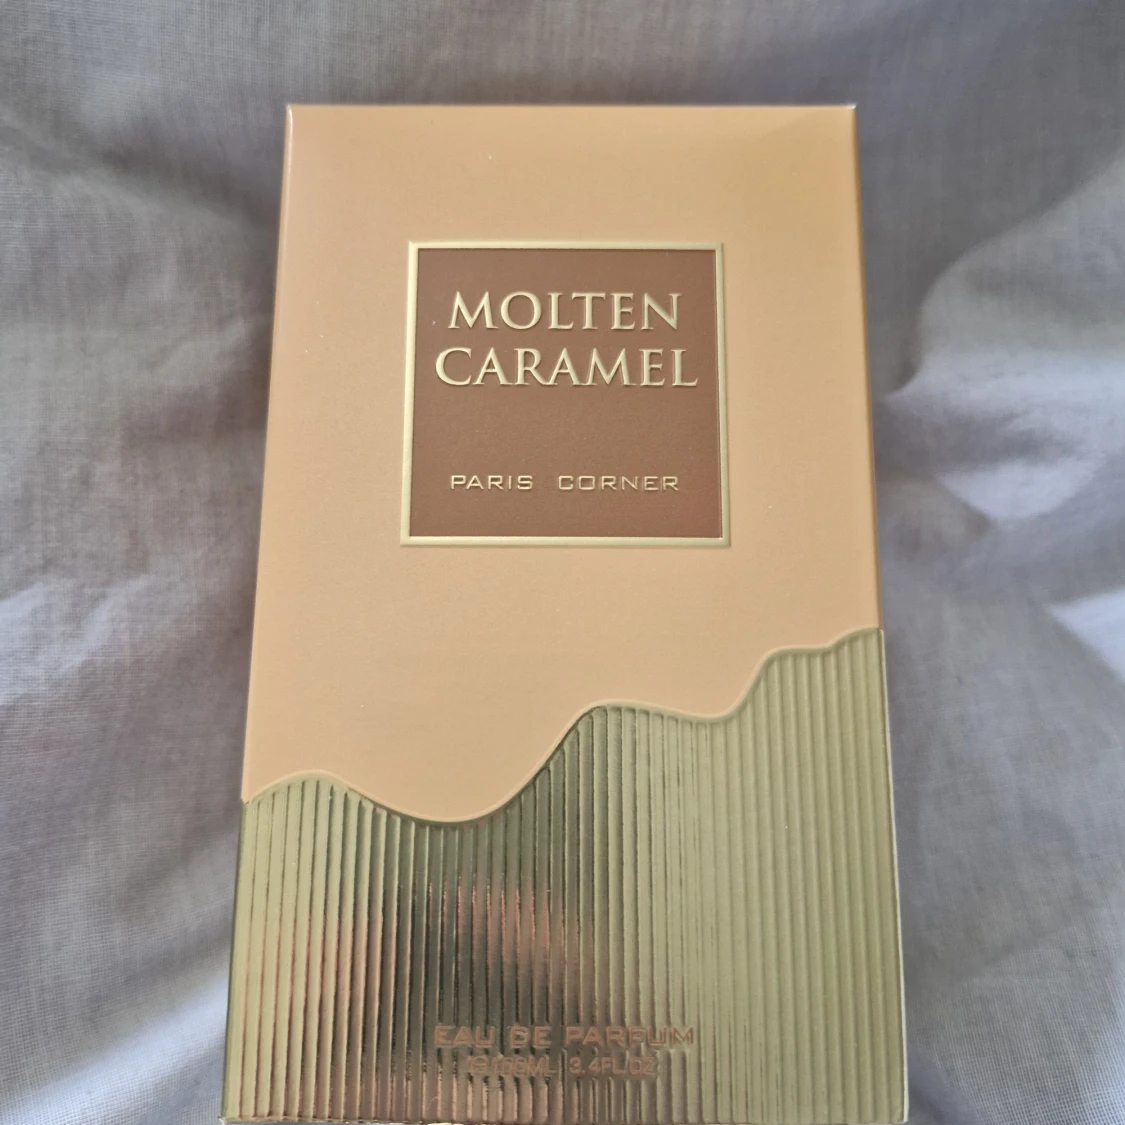 MOLTEN
CARAMEL
PARIS CORNER
EAU DE PARFUM
℮100ML 3.4FL.OZ